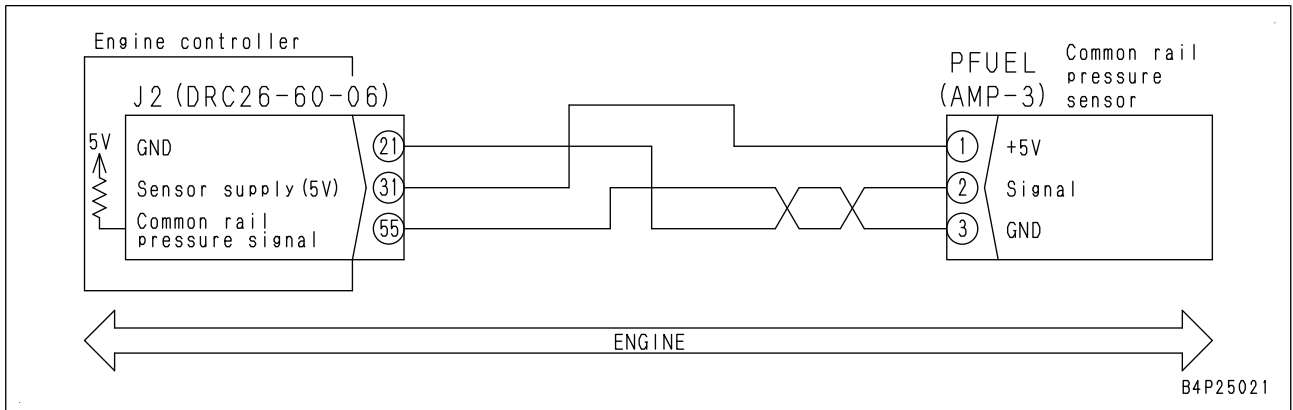 Engine controller
J2 (DRC26-60-06)
5V
GND
21
Sensor supply (5V)
31
Common rail
pressure signal
55
PFUEL
(AMP-3)
Common rail
pressure
sensor
1
+5V
2
Signal
3
GND
ENGINE
B4P25021